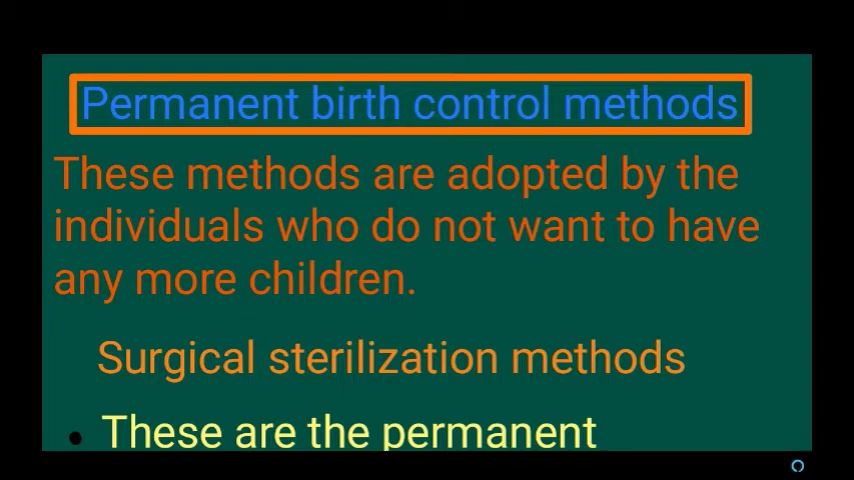 Permanent birth control methods
These methods are adopted by the
individuals who do not want to have
any more children.
Surgical sterilization methods
• These are the permanent